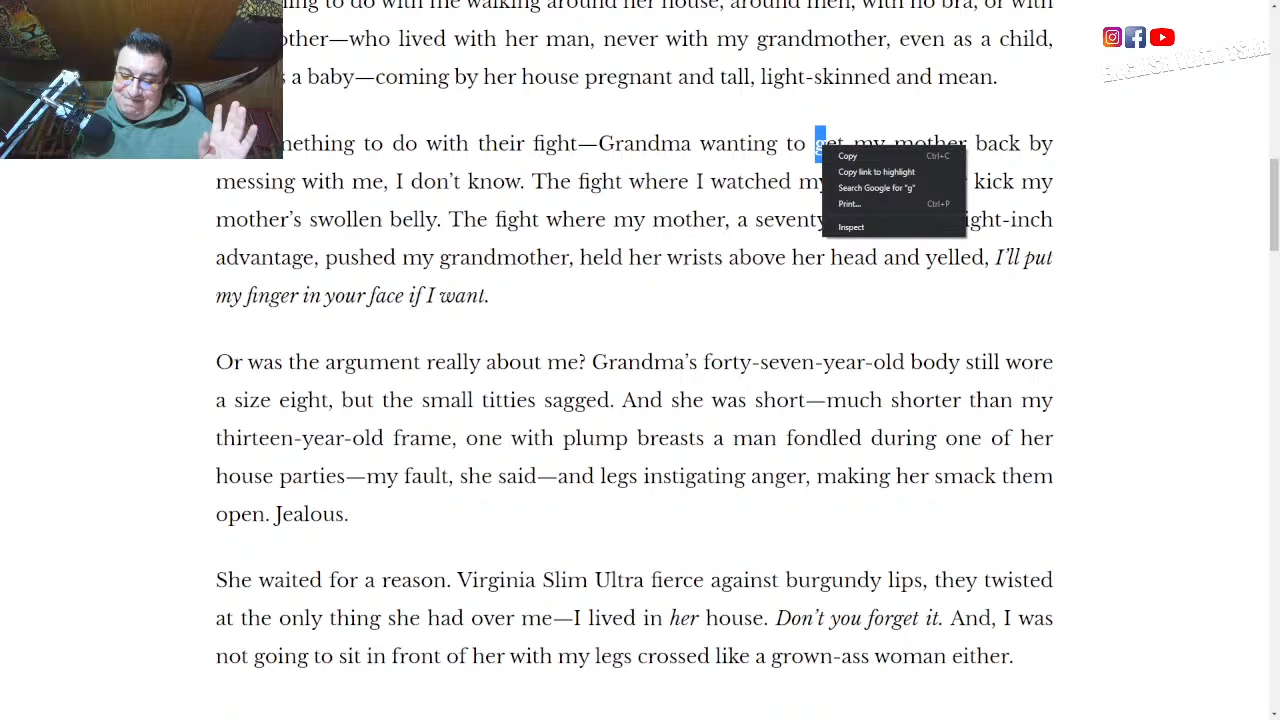 ing to do with me walking around her house, around men, with no bra, or with
other—who lived with her man, never with my grandmother, even as a child,
s a baby—coming by her house pregnant and tall, light-skinned and mean.
ENGLISH WITH
mething to do with their fight—Grandma wanting to get my mother back by
messing with me, I don't know. The fight where I watched my kick my
mother's swollen belly. The fight where my mother, a seventy ight-inch
advantage, pushed my grandmother, held her wrists above her head and yelled, I'll put
my finger in your face if I want.
Copy Ctrl+C
Copy link to highlight
Search Google for "g"
Print... Ctrl+P
Inspect
Or was the argument really about me? Grandma's forty-seven-year-old body still wore
a size eight, but the small titties sagged. And she was short—much shorter than my
thirteen-year-old frame, one with plump breasts a man fondled during one of her
house parties—my fault, she said—and legs instigating anger, making her smack them
open. Jealous.
She waited for a reason. Virginia Slim Ultra fierce against burgundy lips, they twisted
at the only thing she had over me—I lived in her house. Don't you forget it. And, I was
not going to sit in front of her with my legs crossed like a grown-ass woman either.